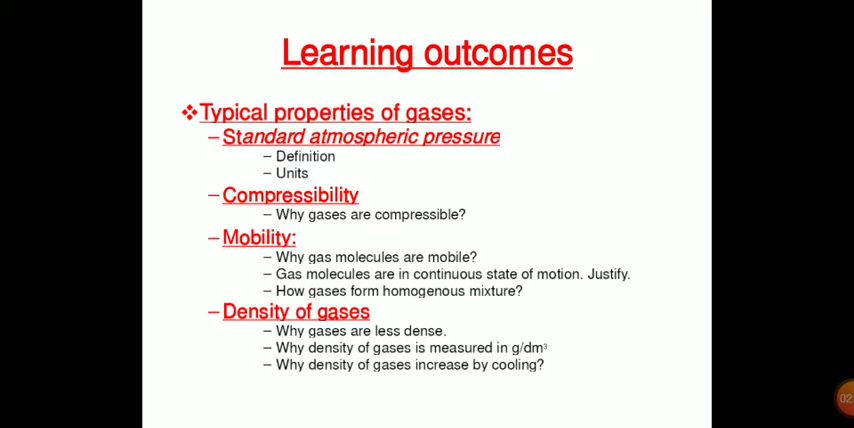 Learning outcomes
❖Typical properties of gases:
– Standard atmospheric pressure
– Definition
– Units
– Compressibility
– Why gases are compressible?
– Mobility:
– Why gas molecules are mobile?
– Gas molecules are in continuous state of motion. Justify.
– How gases form homogenous mixture?
– Density of gases
– Why gases are less dense.
– Why density of gases is measured in g/dm³
– Why density of gases increase by cooling?
02